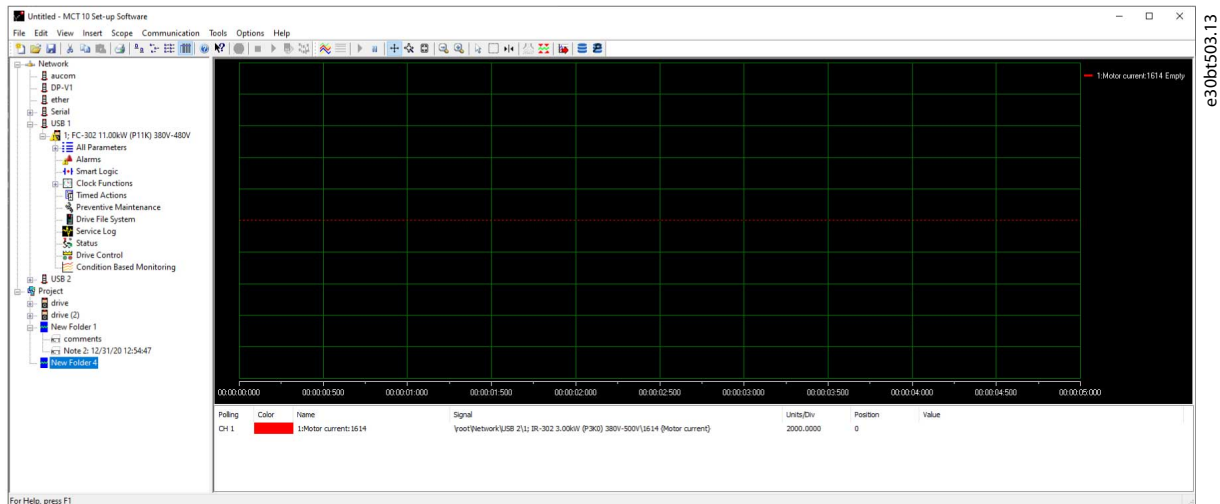 Untitled - MCT 10 Set-up Software
File Edit View Insert Scope Communication Tools Options Help
Network
aucom
DP-V1
ether
Serial
USB 1
1; FC-302 11.00kW (P11K) 380V-480V
All Parameters
Alarms
Smart Logic
Clock Functions
Timed Actions
Preventive Maintenance
Drive File System
Service Log
Status
Drive Control
Condition Based Monitoring
USB 2
Project
drive
drive (2)
New Folder 1
comments
Note 2: 12/31/20 12:54:47
New Folder 4
1:Motor current:1614 Empty
00:00:00:000 00:00:00:500 00:00:01:000 00:00:01:500 00:00:02:000 00:00:02:500 00:00:03:000 00:00:03:500 00:00:04:000 00:00:04:500 00:00:05:000
Polling Color Name Signal Units/Div Position Value
CH 1 1:Motor current:1614 \root\Network\USB 2\1; IR-302 3.00kW (P3K0) 380V-500V\1614 {Motor current} 2000.0000 0
For Help, press F1
e30bt503.13